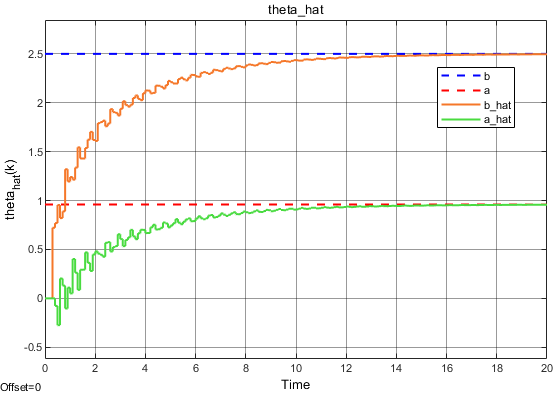 theta_hat
2.5
2
1.5
1
0.5
0
-0.5
theta_hat(k)
b
a
b_hat
a_hat
0 2 4 6 8 10 12 14 16 18 20
Time
Offset=0